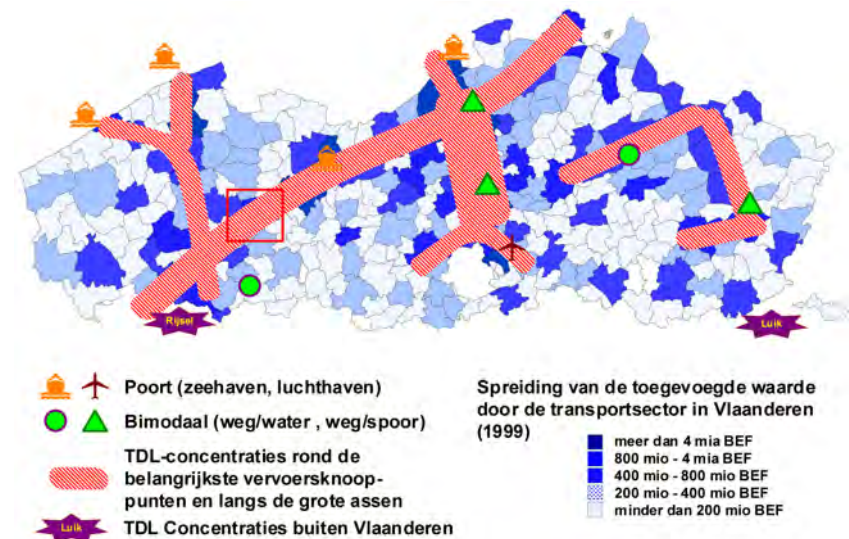 Rijsel
Luik
Poort (zeehaven, luchthaven)
Bimodaal (weg/water , weg/spoor)
TDL-concentraties rond de
belangrijkste vervoersknoop-
punten en langs de grote assen
Luik
TDL Concentraties buiten Vlaanderen
Spreiding van de toegevoegde waarde
door de transportsector in Vlaanderen
(1999)
meer dan 4 mia BEF
800 mio - 4 mia BEF
400 mio - 800 mio BEF
200 mio - 400 mio BEF
minder dan 200 mio BEF